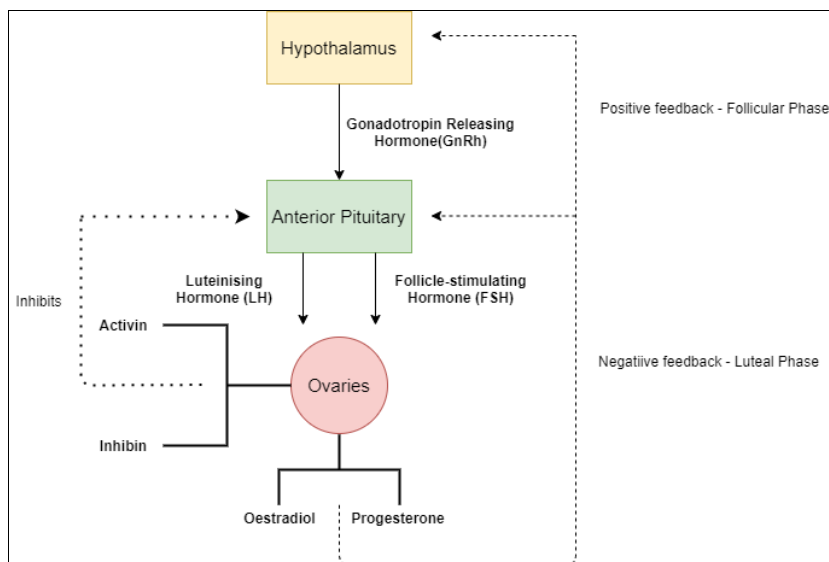 Hypothalamus
Positive feedback - Follicular Phase
Gonadotropin Releasing
Hormone(GnRh)
Anterior Pituitary
Luteinising
Hormone (LH)
Follicle-stimulating
Hormone (FSH)
Inhibits
Activin
Ovaries
Negatiive feedback - Luteal Phase
Inhibin
Oestradiol
Progesterone